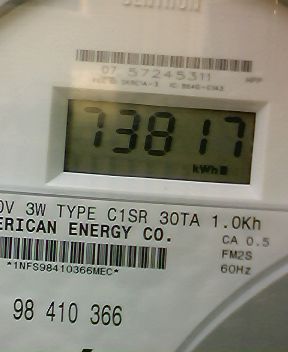 CENTRON
07 57245311
73817
kWh
0V 3W TYPE C1SR 30TA 1.0Kh
ERICAN ENERGY CO.
CA 0.5
FM2S
*1NFS98410366MEC*
60Hz
98 410 366